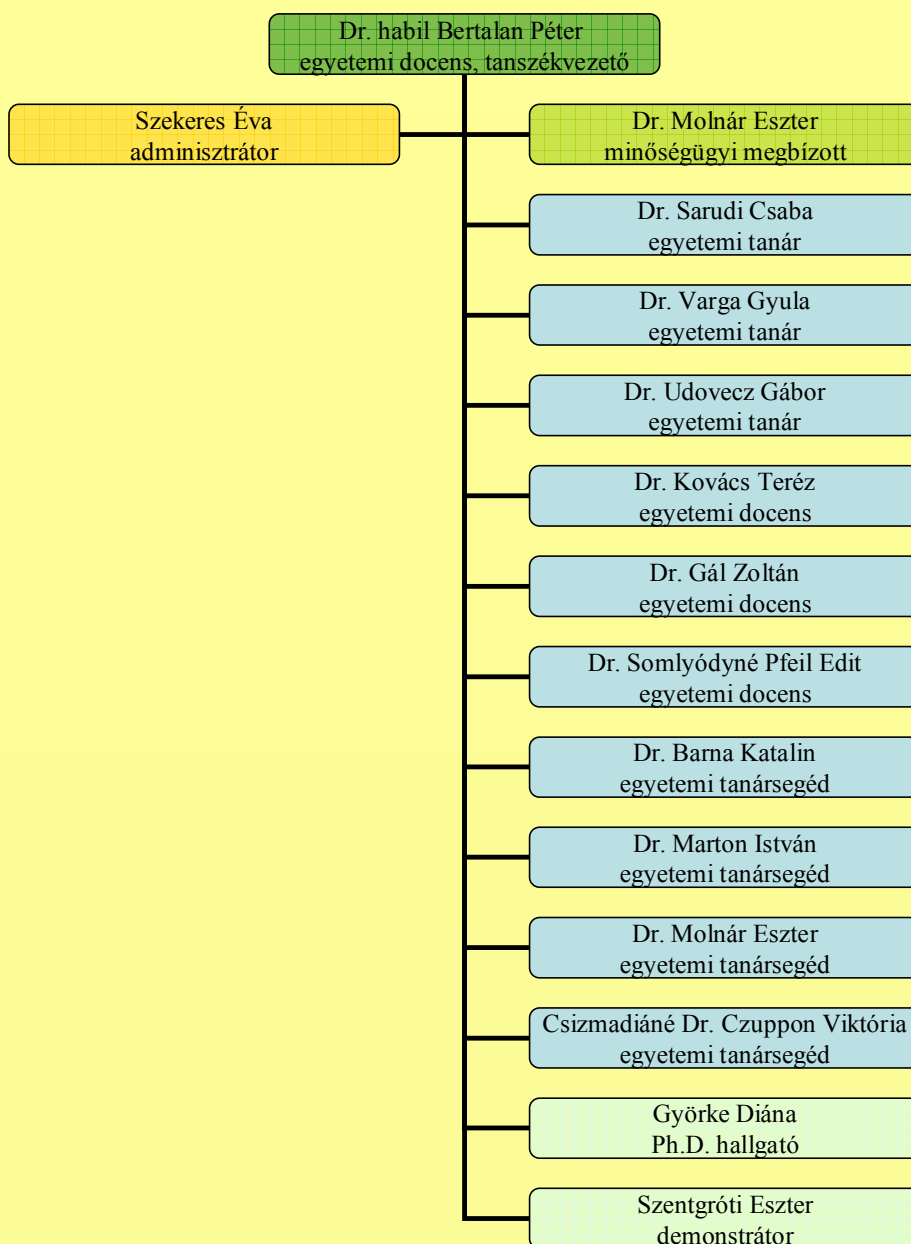 Dr. habil Bertalan Péter
egyetemi docens, tanszékvezető
Szekeres Éva
adminisztrátor
Dr. Molnár Eszter
minőségügyi megbízott
Dr. Sarudi Csaba
egyetemi tanár
Dr. Varga Gyula
egyetemi tanár
Dr. Udovecz Gábor
egyetemi tanár
Dr. Kovács Teréz
egyetemi docens
Dr. Gál Zoltán
egyetemi docens
Dr. Somlyódyné Pfeil Edit
egyetemi docens
Dr. Barna Katalin
egyetemi tanársegéd
Dr. Marton István
egyetemi tanársegéd
Dr. Molnár Eszter
egyetemi tanársegéd
Csizmadiáné Dr. Czuppon Viktória
egyetemi tanársegéd
Györke Diána
Ph.D. hallgató
Szentgróti Eszter
demonstrátor